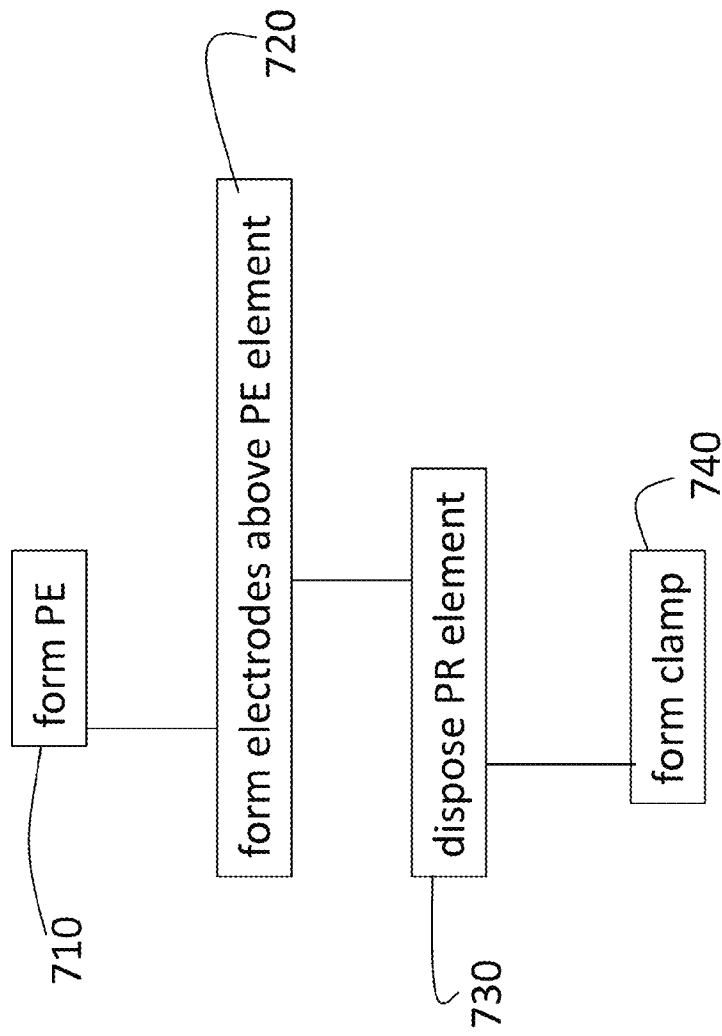 710
form PE
form electrodes above PE element
720
730
dispose PR element
form clamp
740